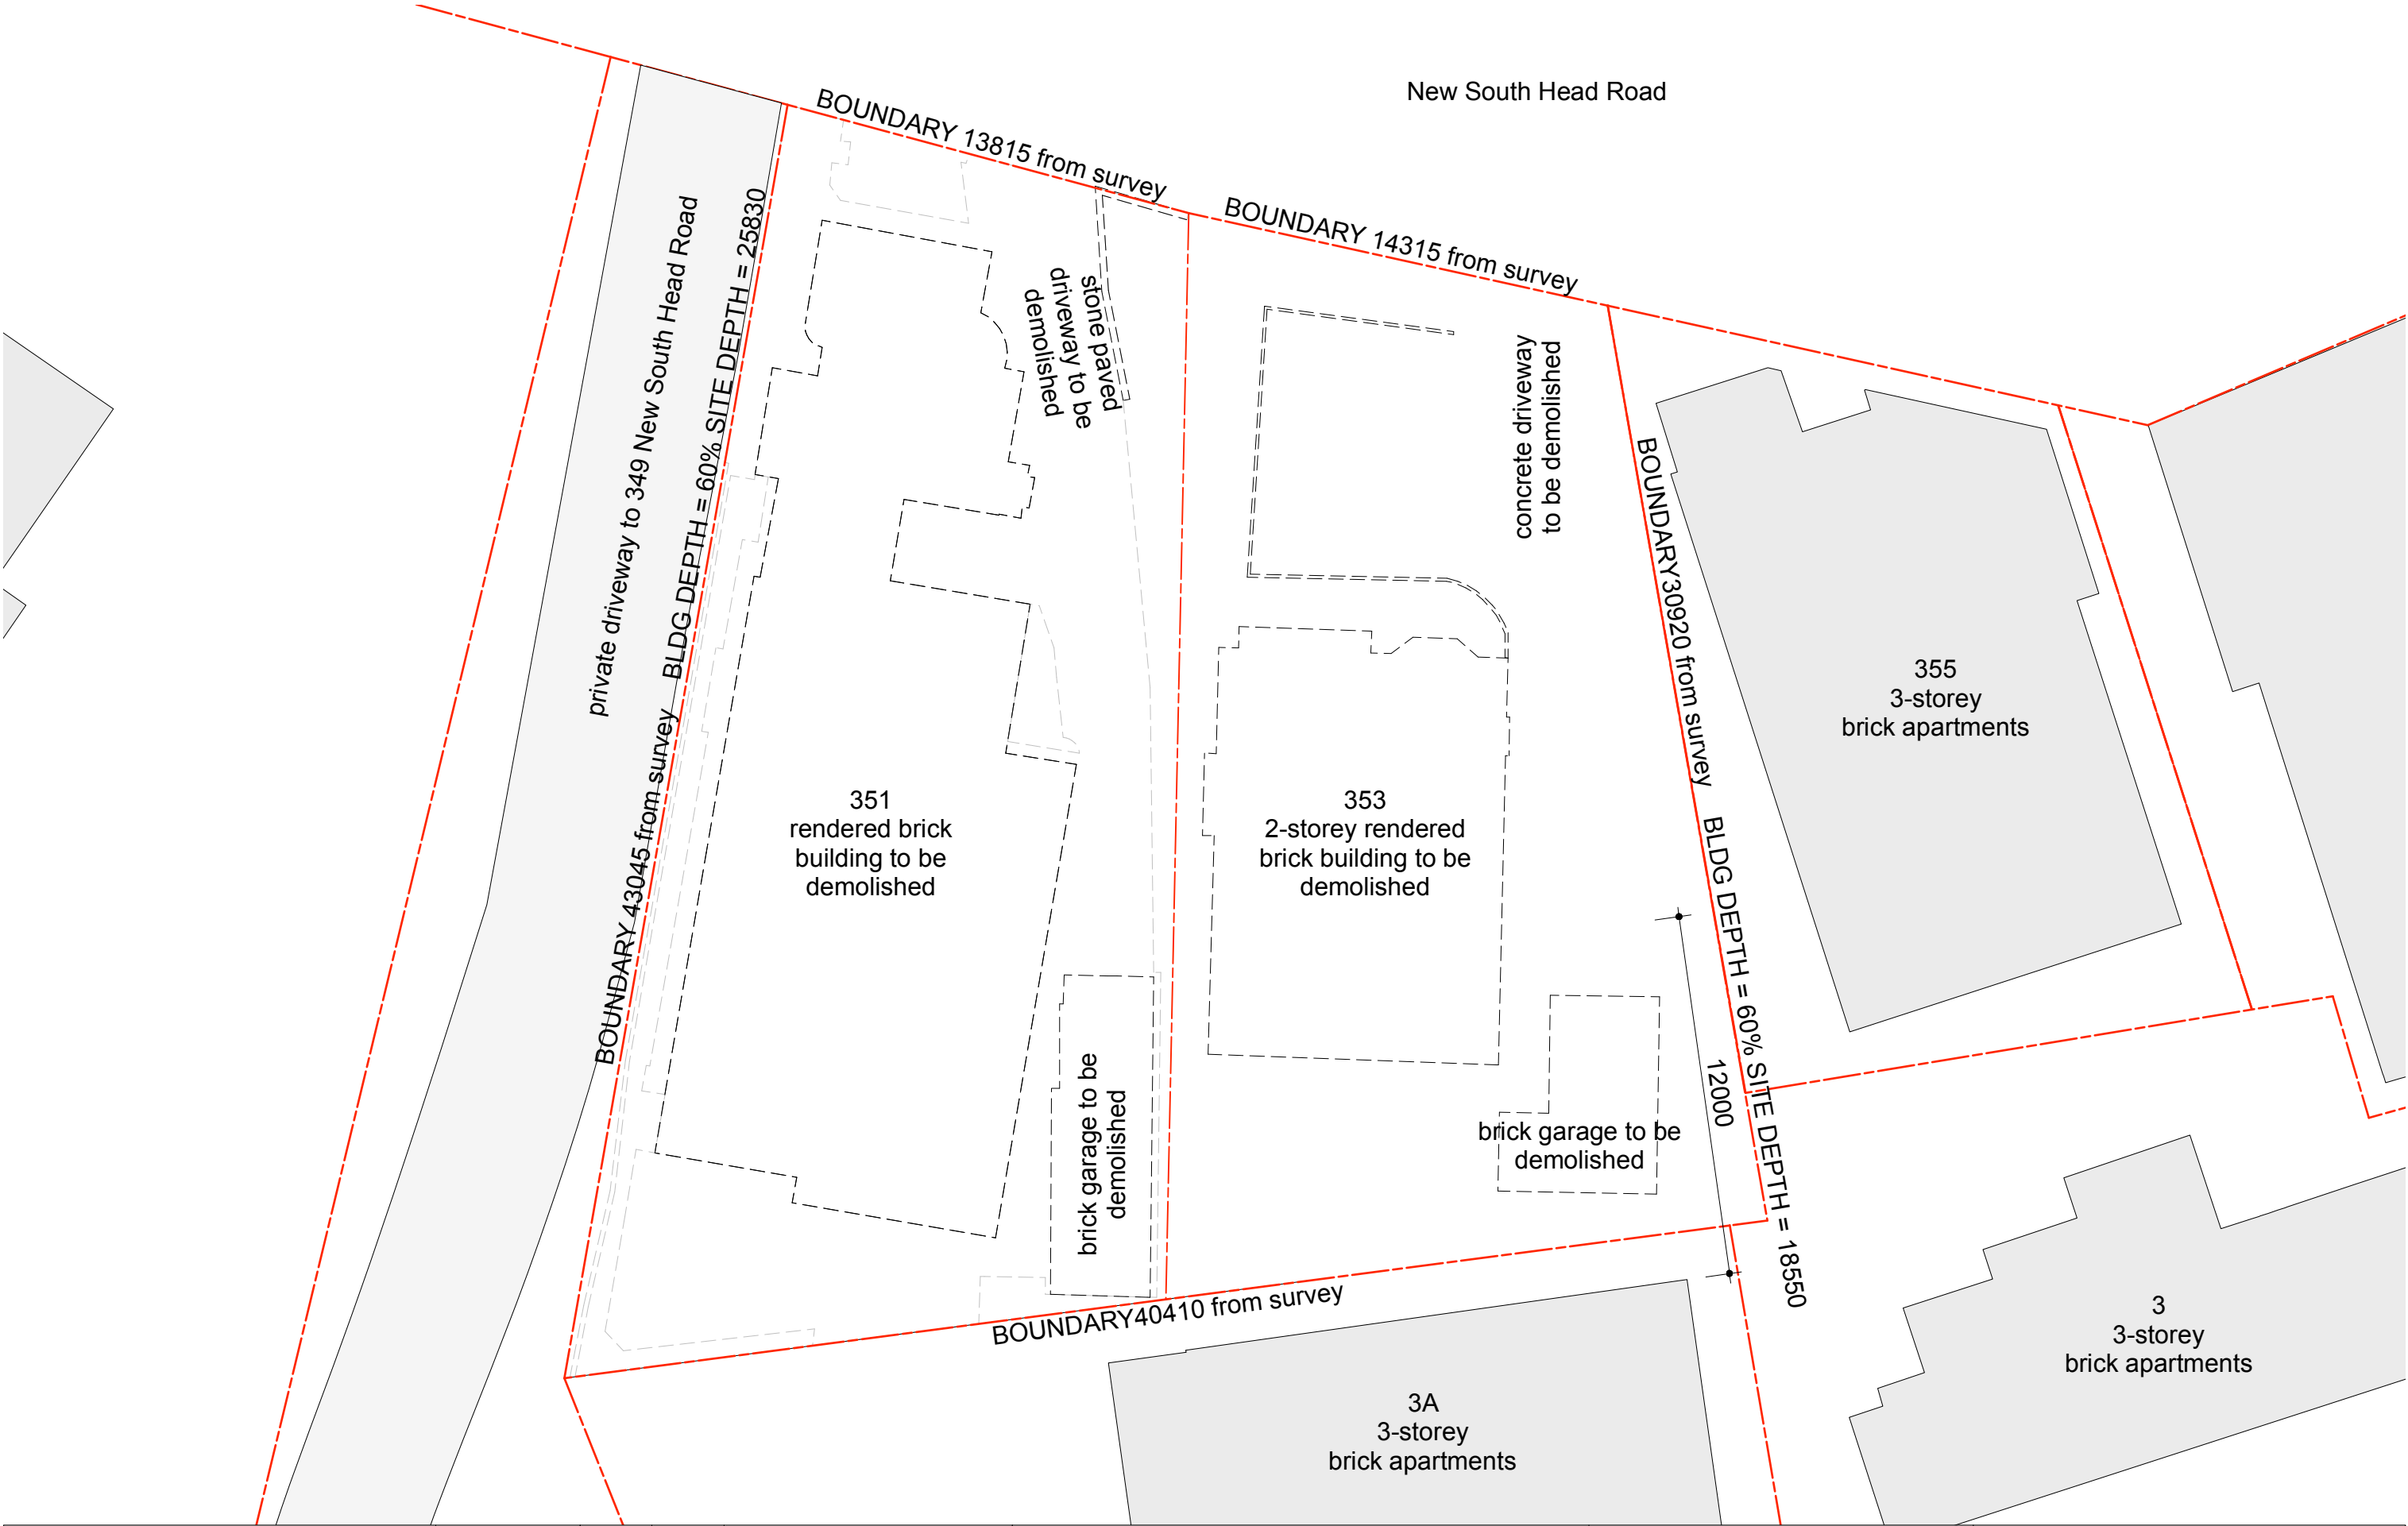 New South Head Road
BOUNDARY 13815 from survey
BOUNDARY 14315 from survey
private driveway to 349 New South Head Road
BOUNDARY 43045 from survey
BLDG DEPTH = 60% SITE DEPTH = 25830
stone paved
driveway to be
demolished
concrete driveway
to be demolished
BOUNDARY30920 from survey
BLDG DEPTH = 60% SITE DEPTH = 18550
355
3-storey
brick apartments
351
rendered brick
building to be
demolished
353
2-storey rendered
brick building to be
demolished
brick garage to be
demolished
brick garage to be
demolished
12000
BOUNDARY40410 from survey
3A
3-storey
brick apartments
3
3-storey
brick apartments